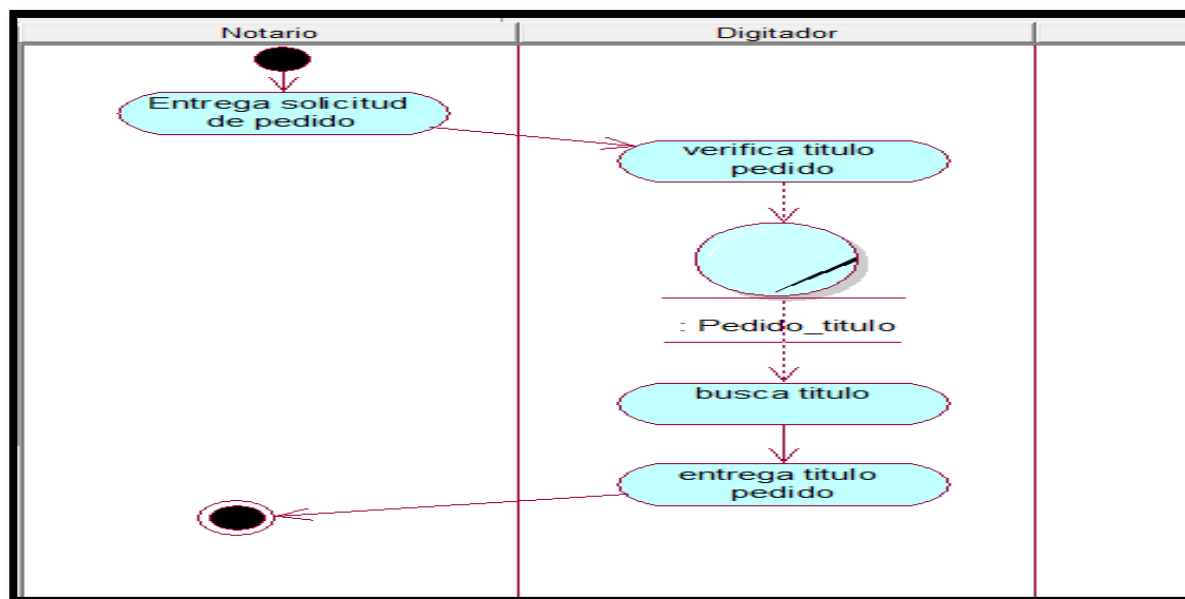 Notario
Digitador
Entrega solicitud
de pedido
verifica titulo
pedido
: Pedido_titulo
busca titulo
entrega titulo
pedido